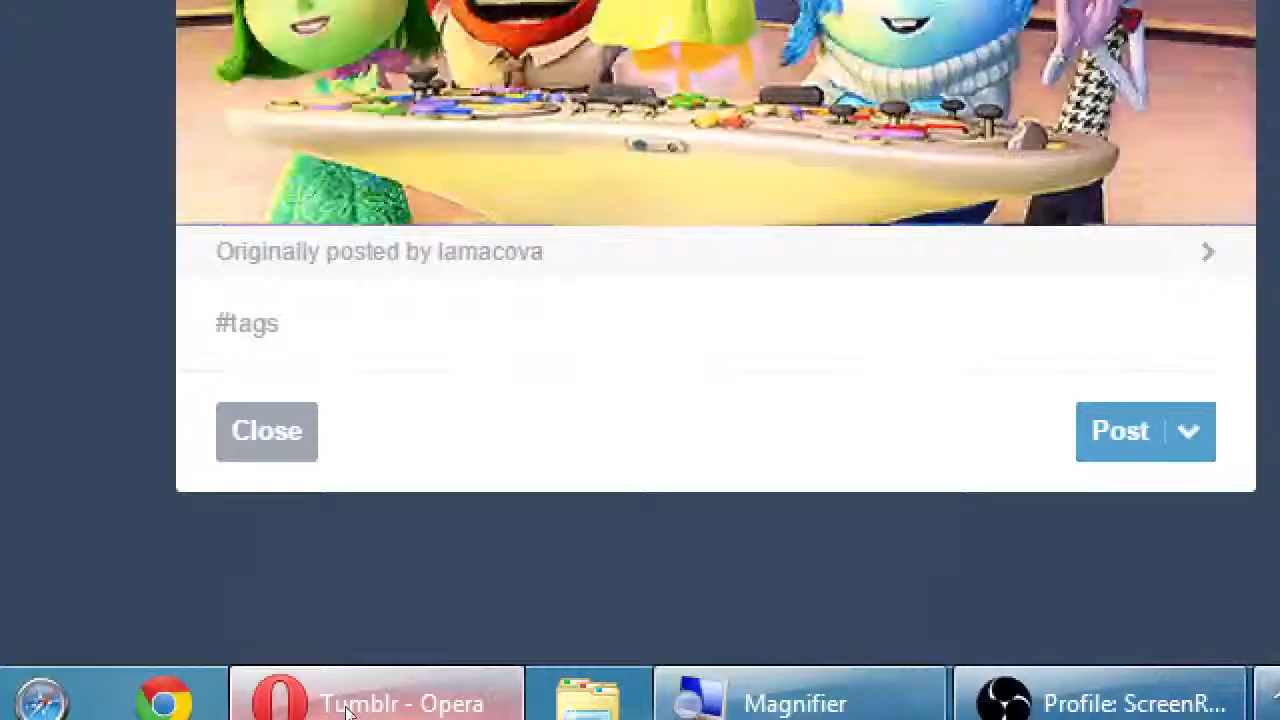 Originally posted by lamacova
#tags
Close
Post
Tumblr - Opera
Magnifier
Profile: ScreenR...